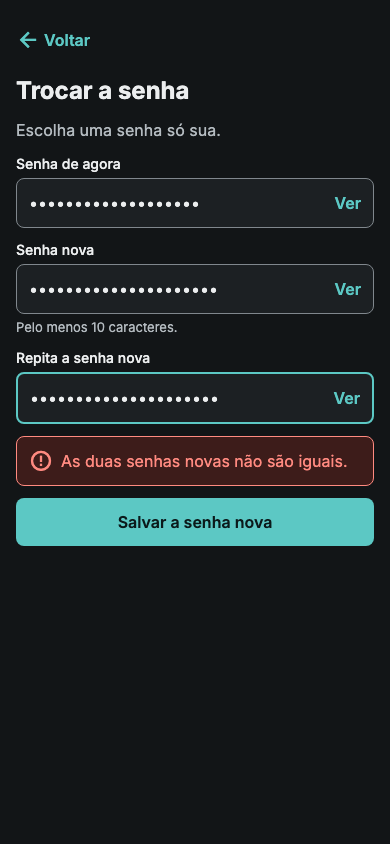 Voltar
Trocar a senha
Escolha uma senha só sua.
Senha de agora
••••••••••••••••••• Ver
Senha nova
••••••••••••••••••••• Ver
Pelo menos 10 caracteres.
Repita a senha nova
••••••••••••••••••••• Ver
As duas senhas novas não são iguais.
Salvar a senha nova